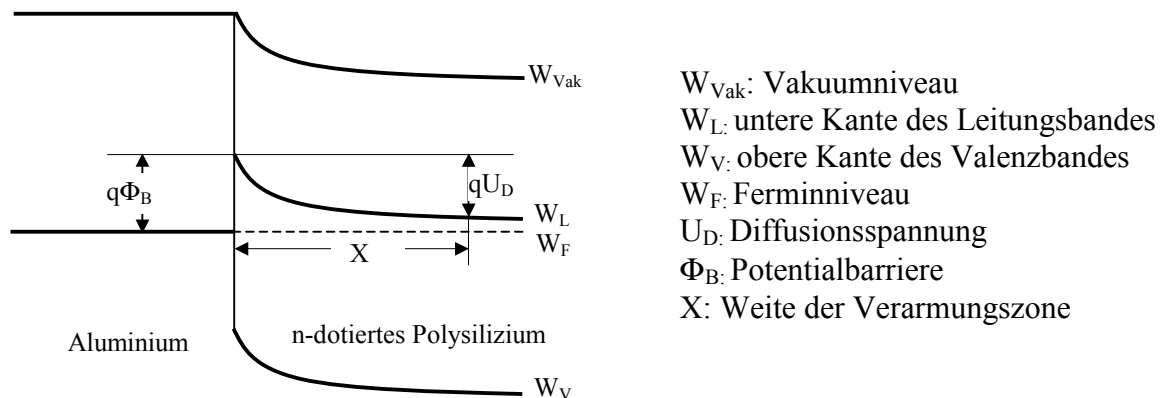 W_Vak
qΦ_B
qU_D
W_L
W_F
X
Aluminium
n-dotiertes Polysilizium
W_V
W_Vak: Vakuumniveau
W_L: untere Kante des Leitungsbandes
W_V: obere Kante des Valenzbandes
W_F: Ferminniveau
U_D: Diffusionsspannung
Φ_B: Potentialbarriere
X: Weite der Verarmungszone